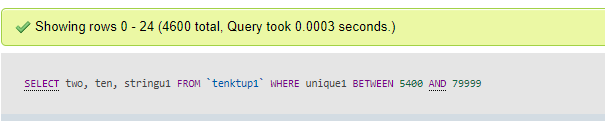 Showing rows 0 - 24 (4600 total, Query took 0.0003 seconds.)
SELECT two, ten, stringu1 FROM `tenktup1` WHERE unique1 BETWEEN 5400 AND 79999